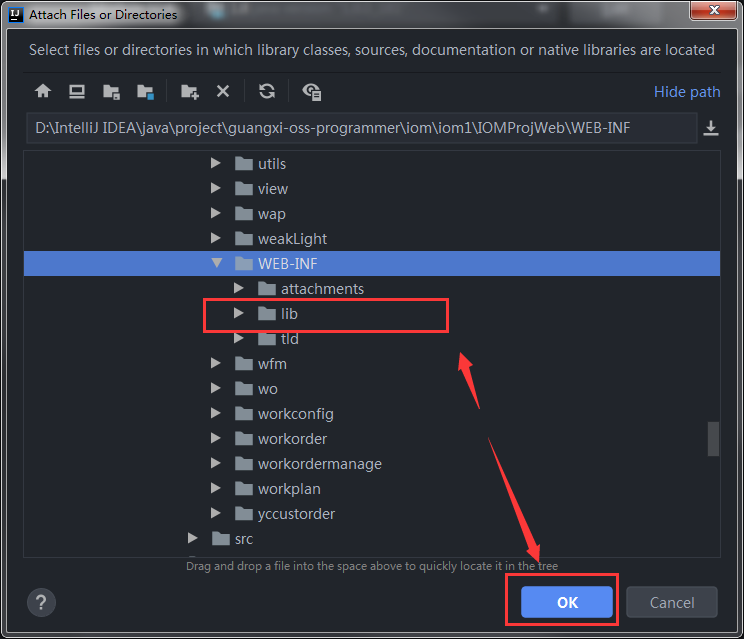 IJ Attach Files or Directories
Select files or directories in which library classes, sources, documentation or native libraries are located
Hide path
D:\IntelliJ IDEA\java\project\guangxi-oss-programmer\iom\iom1\IOMProjWeb\WEB-INF
utils
view
wap
weakLight
WEB-INF
attachments
lib
tld
wfm
wo
workconfig
workorder
workordermanage
workplan
yccustorder
src
Drag and drop a file into the space above to quickly locate it in the tree
? OK Cancel